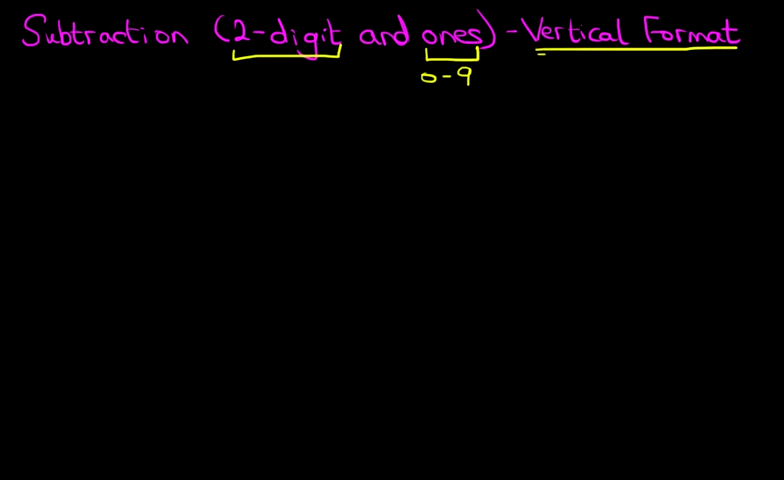 Subtraction (2-digit and ones) - Vertical Format
0-9